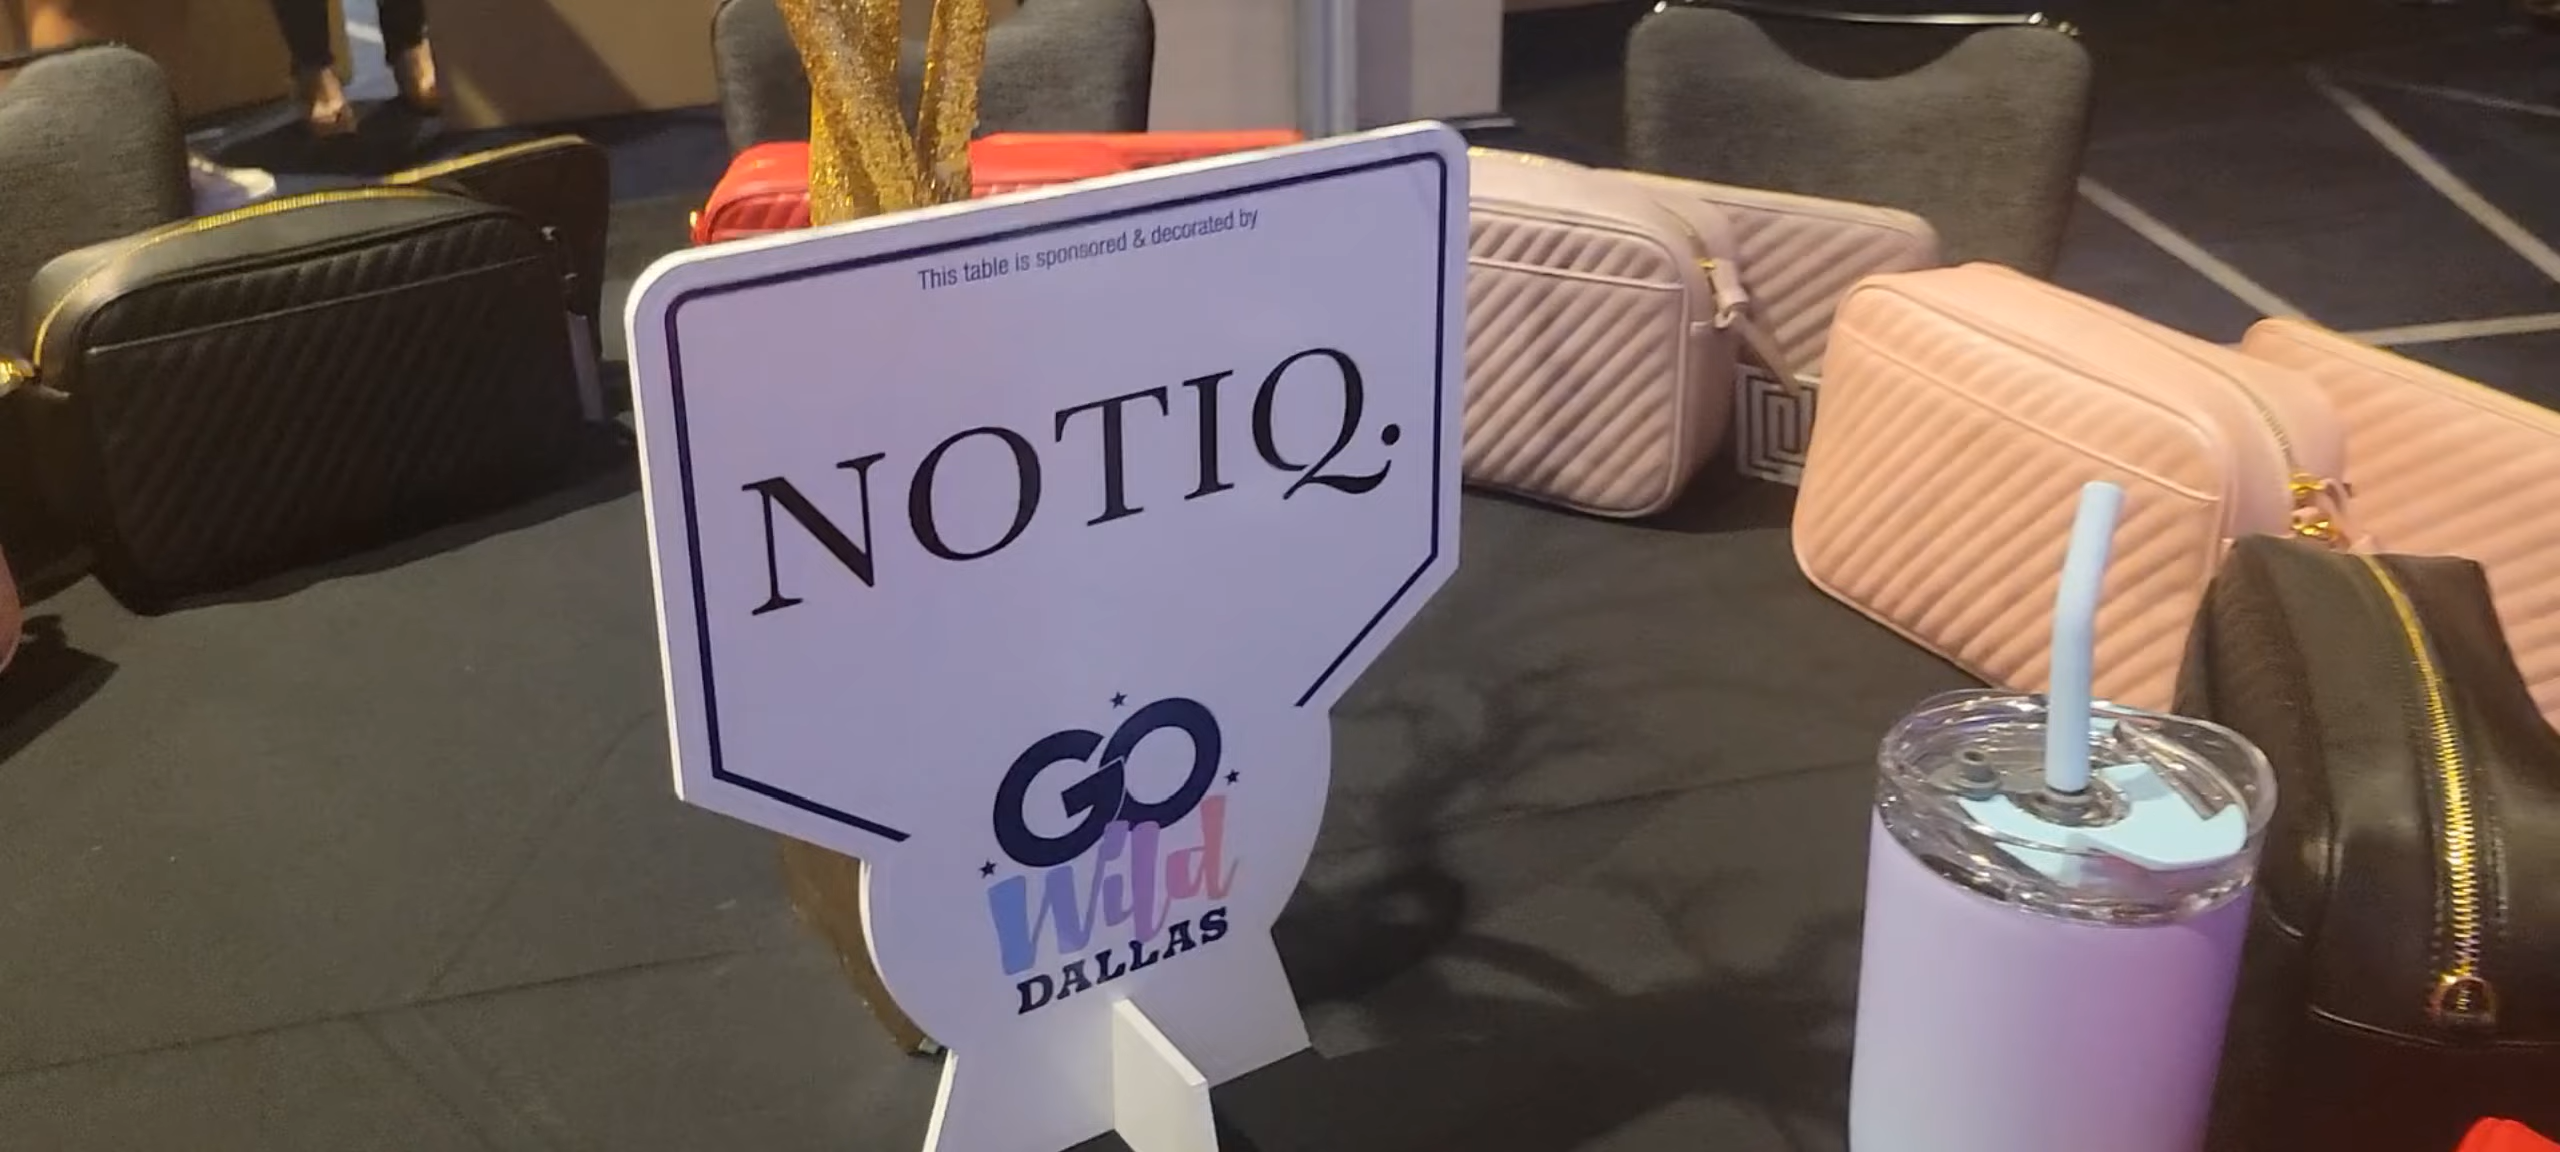 This table is sponsored & decorated by
NOTIQ.
GO
Wild
DALLAS